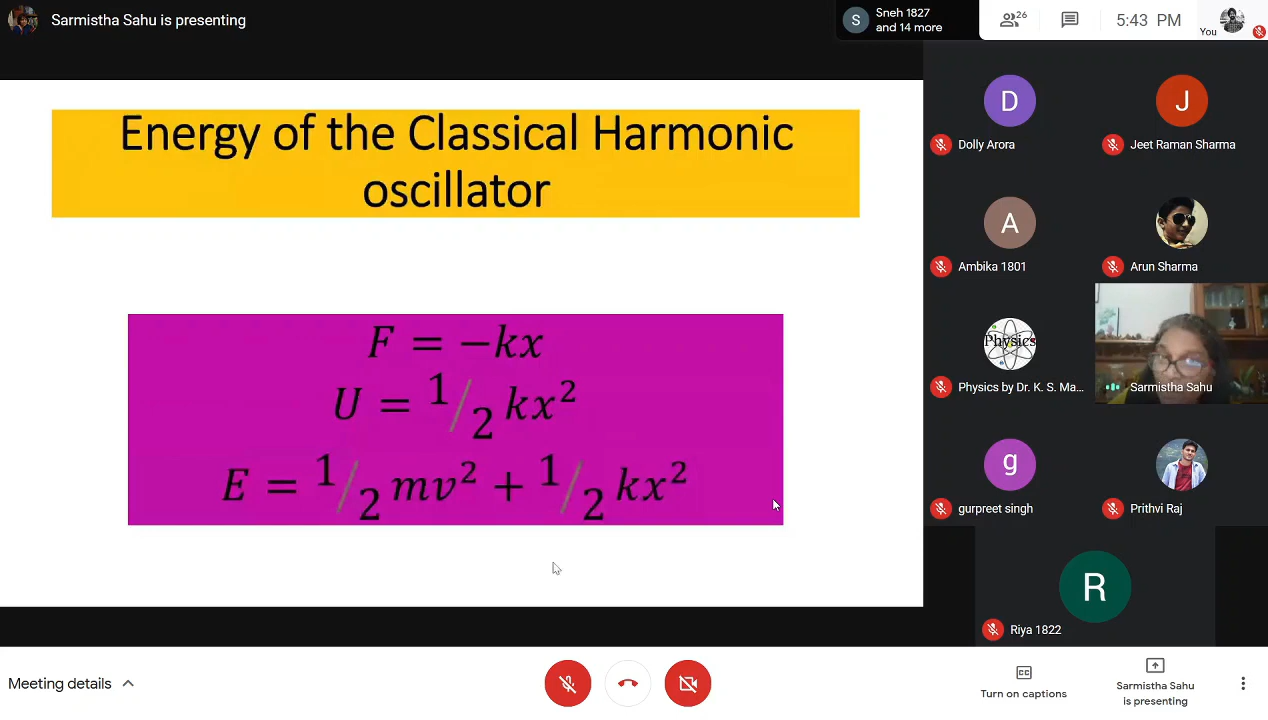 Sarmistha Sahu is presenting
S
Sneh 1827
and 14 more
26
5:43 PM
You
Energy of the Classical Harmonic
oscillator
F = −kx
U = 1/2 kx²
E = 1/2 mv² + 1/2 kx²
D
Dolly Arora
J
Jeet Raman Sharma
A
Ambika 1801
Arun Sharma
Physics
Physics by Dr. K. S. Ma...
Sarmistha Sahu
g
gurpreet singh
Prithvi Raj
R
Riya 1822
Meeting details
CC
Turn on captions
Sarmistha Sahu
is presenting